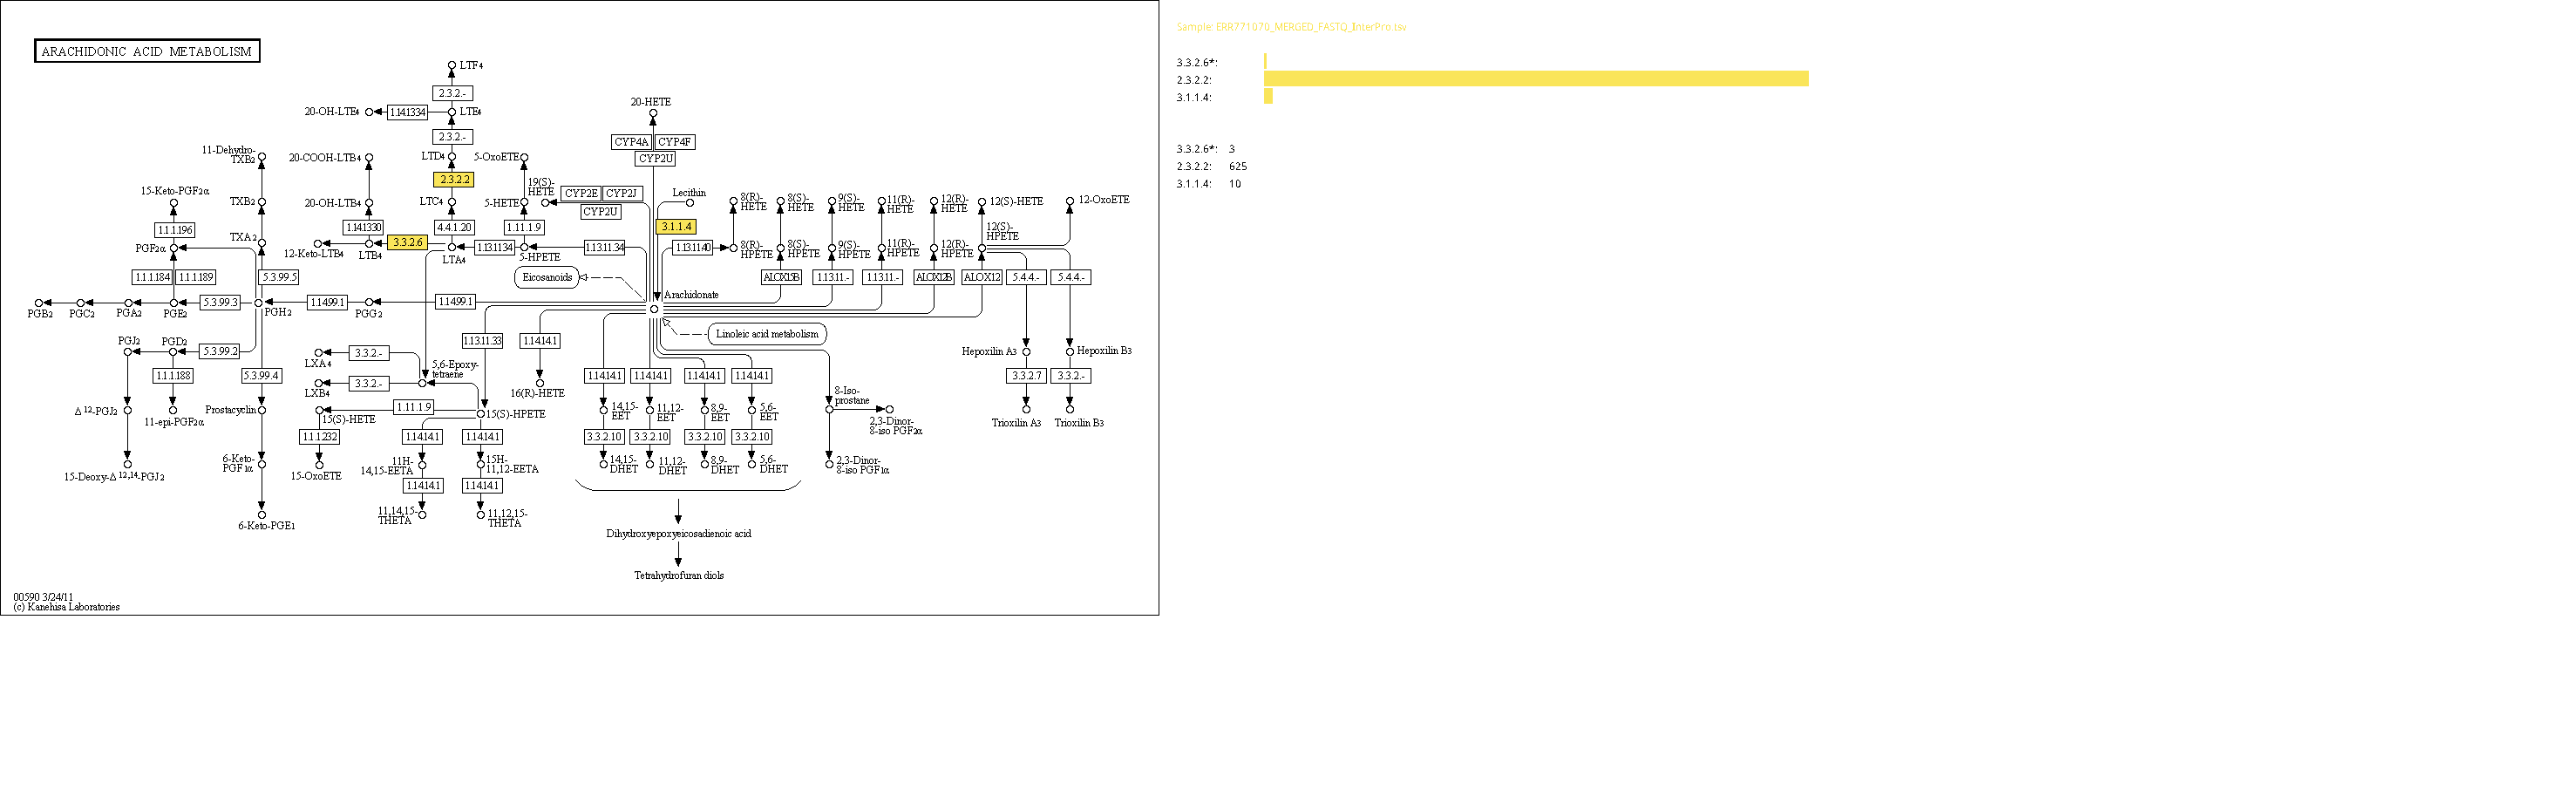 ARACHIDONIC ACID METABOLISM
LTF4
2.3.2.-
20-OH-LTE4
1.14.13.34
LTE4
20-HETE
2.3.2.-
CYP4A
CYP4F
CYP2U
11-Dehydro-
TXB2
20-COOH-LTB4
LTD4
5-OxoETE
2.3.2.2
19(S)-
HETE
CYP2E
CYP2J
CYP2U
Lecithin
15-Keto-PGF2α
TXB2
20-OH-LTB4
LTC4
5-HETE
8(R)-
HETE
8(S)-
HETE
9(S)-
HETE
11(R)-
HETE
12(R)-
HETE
12(S)-HETE
12-OxoETE
1.1.1.196
1.14.13.30
4.4.1.20
1.11.1.9
3.1.1.4
PGF2α
TXA2
12-Keto-LTB4
3.3.2.6
LTB4
LTA4
1.13.11.34
5-HPETE
1.13.11.34
1.13.11.40
8(R)-
HPETE
8(S)-
HPETE
9(S)-
HPETE
11(R)-
HPETE
12(R)-
HPETE
12(S)-
HPETE
1.1.1.184
1.1.1.189
5.3.99.5
Eicosanoids
ALOX15B
1.13.11.-
1.13.11.-
ALOX12B
ALOX12
5.4.4.-
5.4.4.-
Arachidonate
PGB2
PGC2
PGA2
PGE2
5.3.99.3
PGH2
1.14.99.1
PGG2
1.14.99.1
Linoleic acid metabolism
PGJ2
PGD2
5.3.99.2
1.13.11.33
1.14.14.1
Hepoxilin A3
Hepoxilin B3
LXA4
3.3.2.-
5,6-Epoxy-
tetraene
1.1.1.188
5.3.99.4
LXB4
3.3.2.-
16(R)-HETE
1.14.14.1
1.14.14.1
1.14.14.1
1.14.14.1
8-Iso-
prostane
3.3.2.7
3.3.2.-
Δ12-PGJ2
11-epi-PGF2α
Prostacyclin
15(S)-HETE
1.11.1.9
15(S)-HPETE
14,15-
EET
11,12-
EET
8,9-
EET
5,6-
EET
2,3-Dinor-
8-iso PGF2α
Trioxilin A3
Trioxilin B3
1.1.1.232
1.14.14.1
1.14.14.1
3.3.2.10
3.3.2.10
3.3.2.10
3.3.2.10
15-Deoxy-Δ12,14-PGJ2
6-Keto-
PGF1α
15-OxoETE
11H-
14,15-EETA
15H-
11,12-EETA
14,15-
DHET
11,12-
DHET
8,9-
DHET
5,6-
DHET
2,3-Dinor-
8-iso PGF1α
1.14.14.1
1.14.14.1
6-Keto-PGE1
11,14,15-
THETA
11,12,15-
THETA
Dihydroxyepoxyeicosadienoic acid
Tetrahydrofuran diols
00590 3/24/11
(c) Kanehisa Laboratories
Sample: ERR771070_MERGED_FASTQ_InterPro.tsv
3.3.2.6*:
2.3.2.2:
3.1.1.4:
3.3.2.6*: 3
2.3.2.2: 625
3.1.1.4: 10